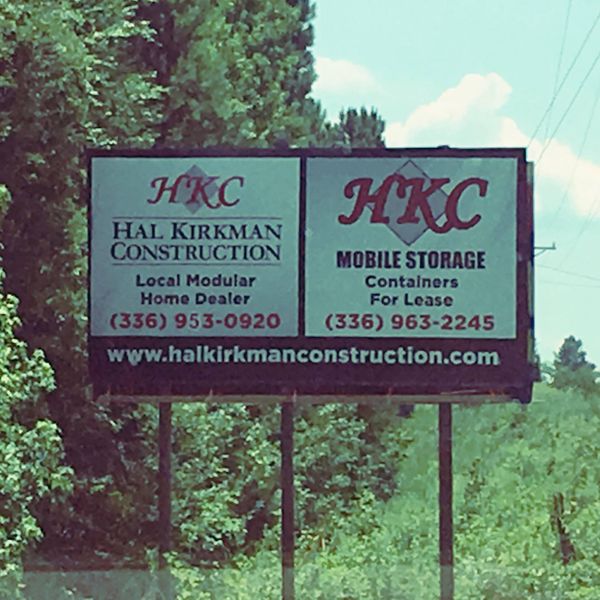 HKC
HAL KIRKMAN
CONSTRUCTION
Local Modular
Home Dealer
(336) 953-0920
HKC
MOBILE STORAGE
Containers
For Lease
(336) 963-2245
www.halkirkmanconstruction.com